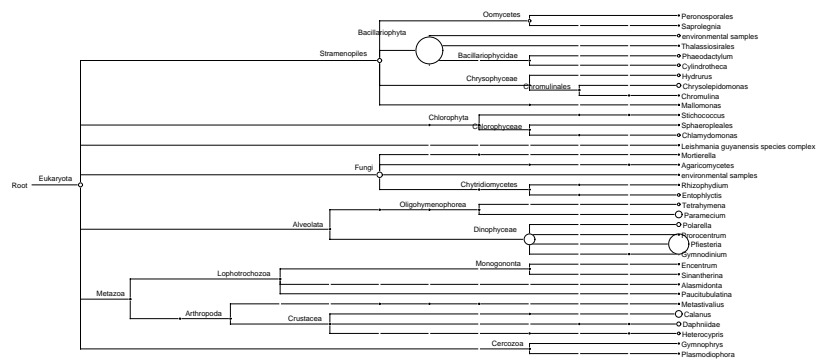 Oomycetes
Peronosporales
Saprolegnia
Bacillariophyta
environmental samples
Thalassiosirales
Stramenopiles
Bacillariophycidae
Phaeodactylum
Cylindrotheca
Chrysophyceae
Hydrurus
Chromulinales
Chrysolepidomonas
Chromulina
Mallomonas
Chlorophyta
Stichococcus
Chlorophyceae
Sphaeropleales
Chlamydomonas
Leishmania guyanensis species complex
Mortierella
Fungi
Agaricomycetes
environmental samples
Root
Eukaryota
Chytridiomycetes
Rhizophydium
Entophlyctis
Oligohymenophorea
Tetrahymena
Paramecium
Alveolata
Dinophyceae
Polarella
Prorocentrum
Pfiesteria
Gymnodinium
Monogononta
Encentrum
Lophotrochozoa
Sinantherina
Alasmidonta
Metazoa
Paucitubulatina
Metastivalius
Arthropoda
Crustacea
Calanus
Daphniidae
Heterocypris
Cercozoa
Gymnophrys
Plasmodiophora